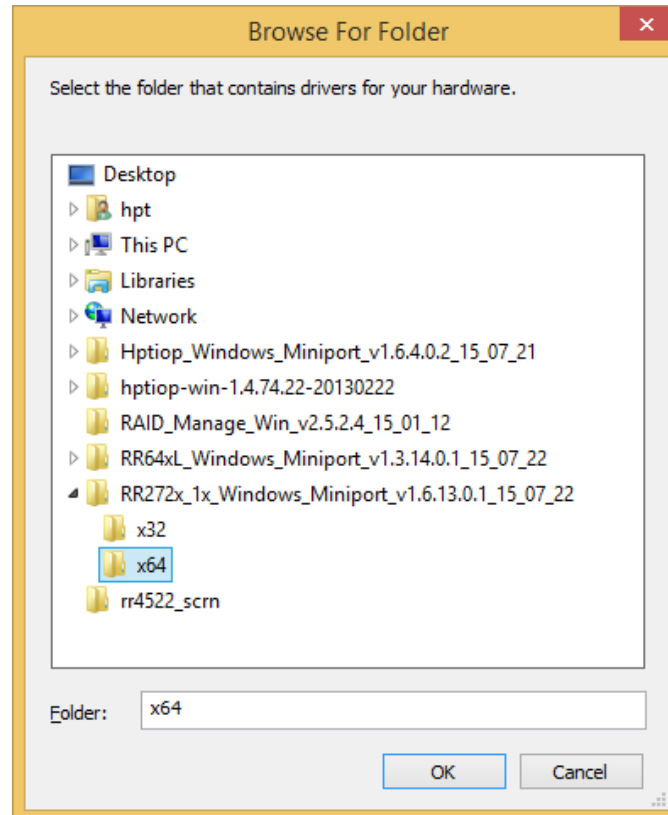 Browse For Folder
Select the folder that contains drivers for your hardware.
Desktop
hpt
This PC
Libraries
Network
Hptiop_Windows_Miniport_v1.6.4.0.2_15_07_21
hptiop-win-1.4.74.22-20130222
RAID_Manage_Win_v2.5.2.4_15_01_12
RR64xL_Windows_Miniport_v1.3.14.0.1_15_07_22
RR272x_1x_Windows_Miniport_v1.6.13.0.1_15_07_22
x32
x64
rr4522_scrn
Folder: x64
OK Cancel